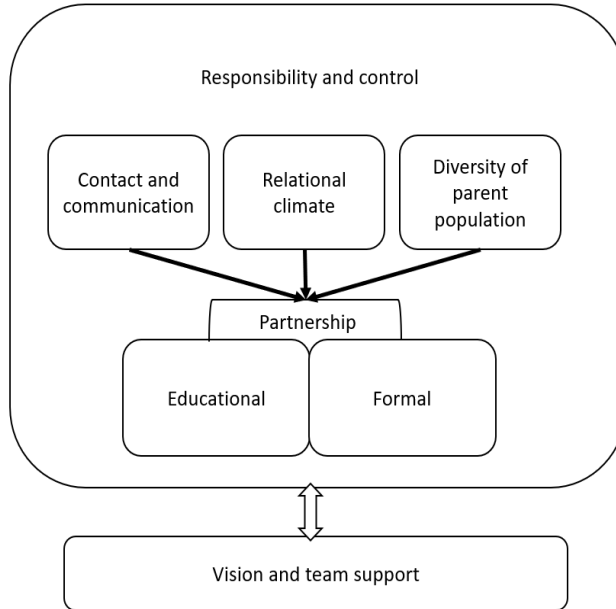 Responsibility and control
Contact and
communication
Relational
climate
Diversity of
parent
population
Partnership
Educational
Formal
Vision and team support